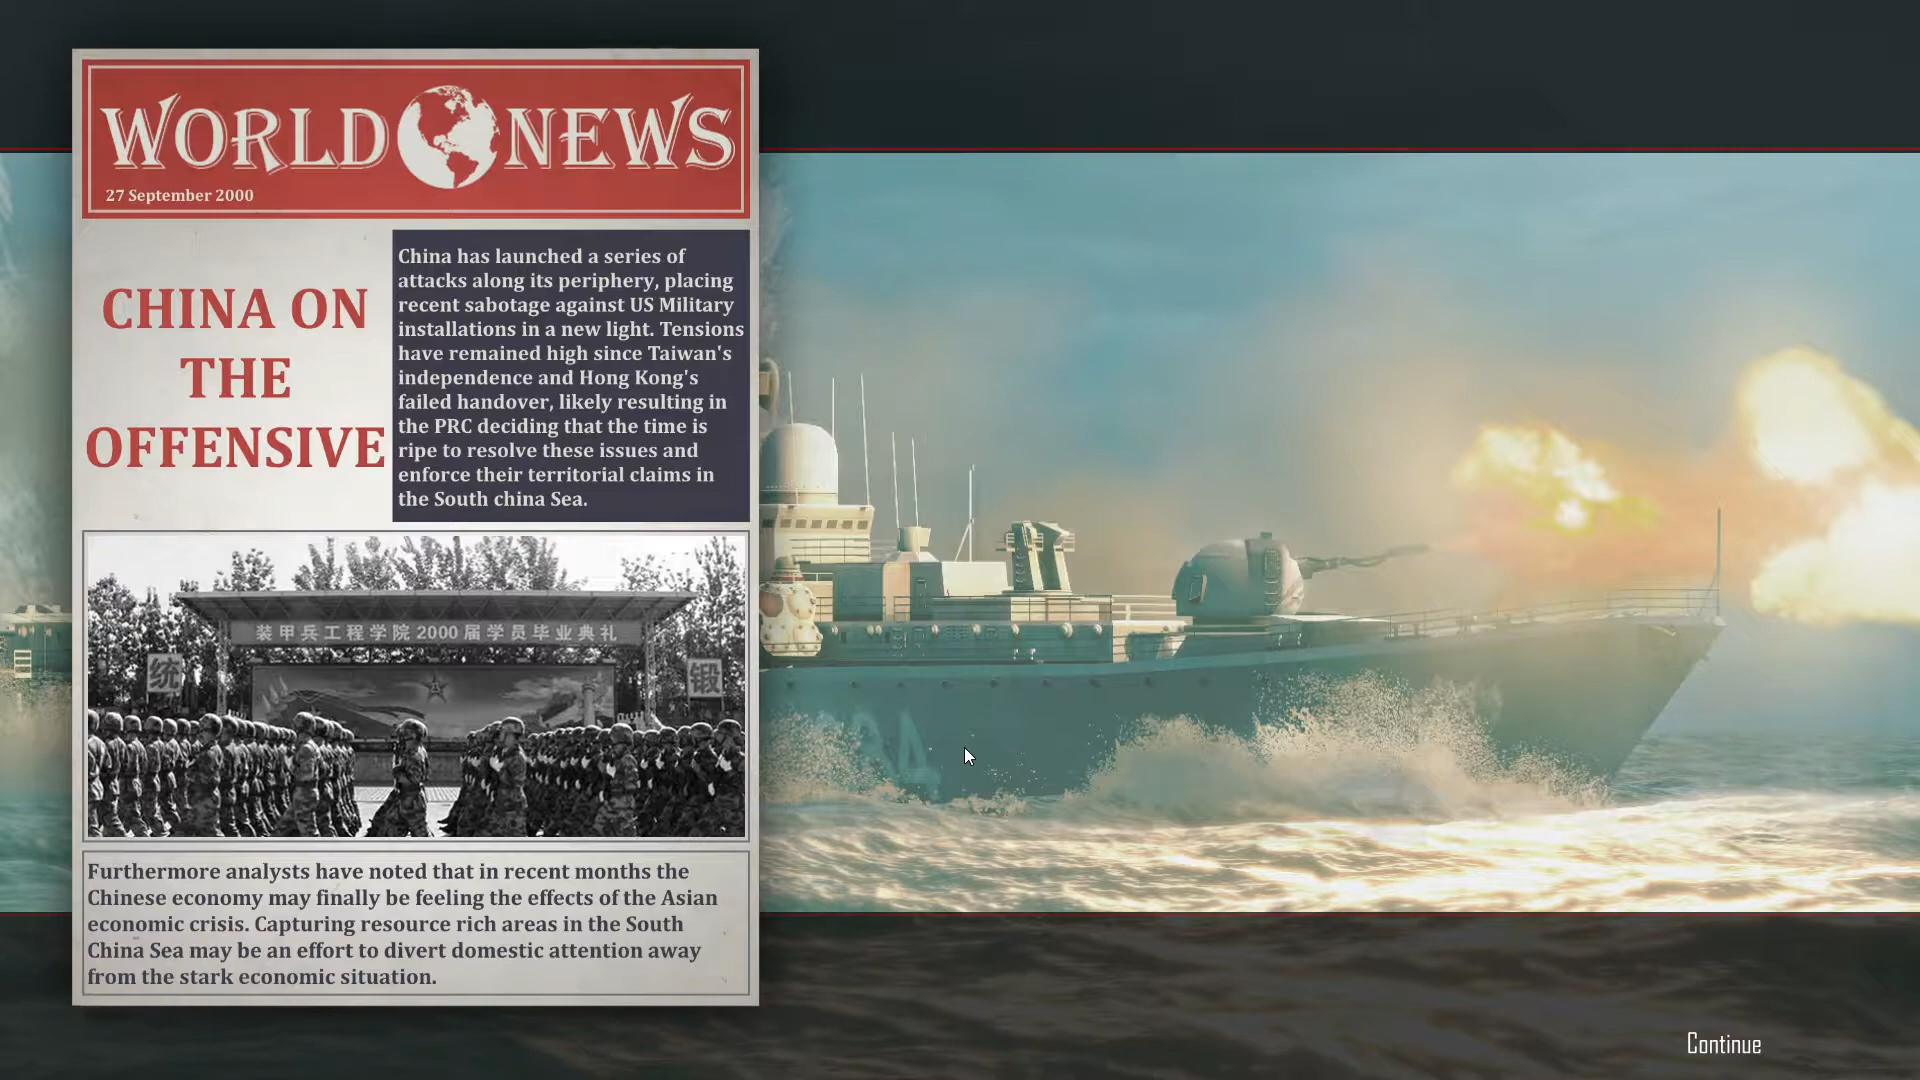 WORLD NEWS
27 September 2000
CHINA ON
THE
OFFENSIVE
China has launched a series of
attacks along its periphery, placing
recent sabotage against US Military
installations in a new light. Tensions
have remained high since Taiwan's
independence and Hong Kong's
failed handover, likely resulting in
the PRC deciding that the time is
ripe to resolve these issues and
enforce their territorial claims in
the South china Sea.
装甲兵工程学院2000届学员毕业典礼
统
锻
Furthermore analysts have noted that in recent months the
Chinese economy may finally be feeling the effects of the Asian
economic crisis. Capturing resource rich areas in the South
China Sea may be an effort to divert domestic attention away
from the stark economic situation.
Continue